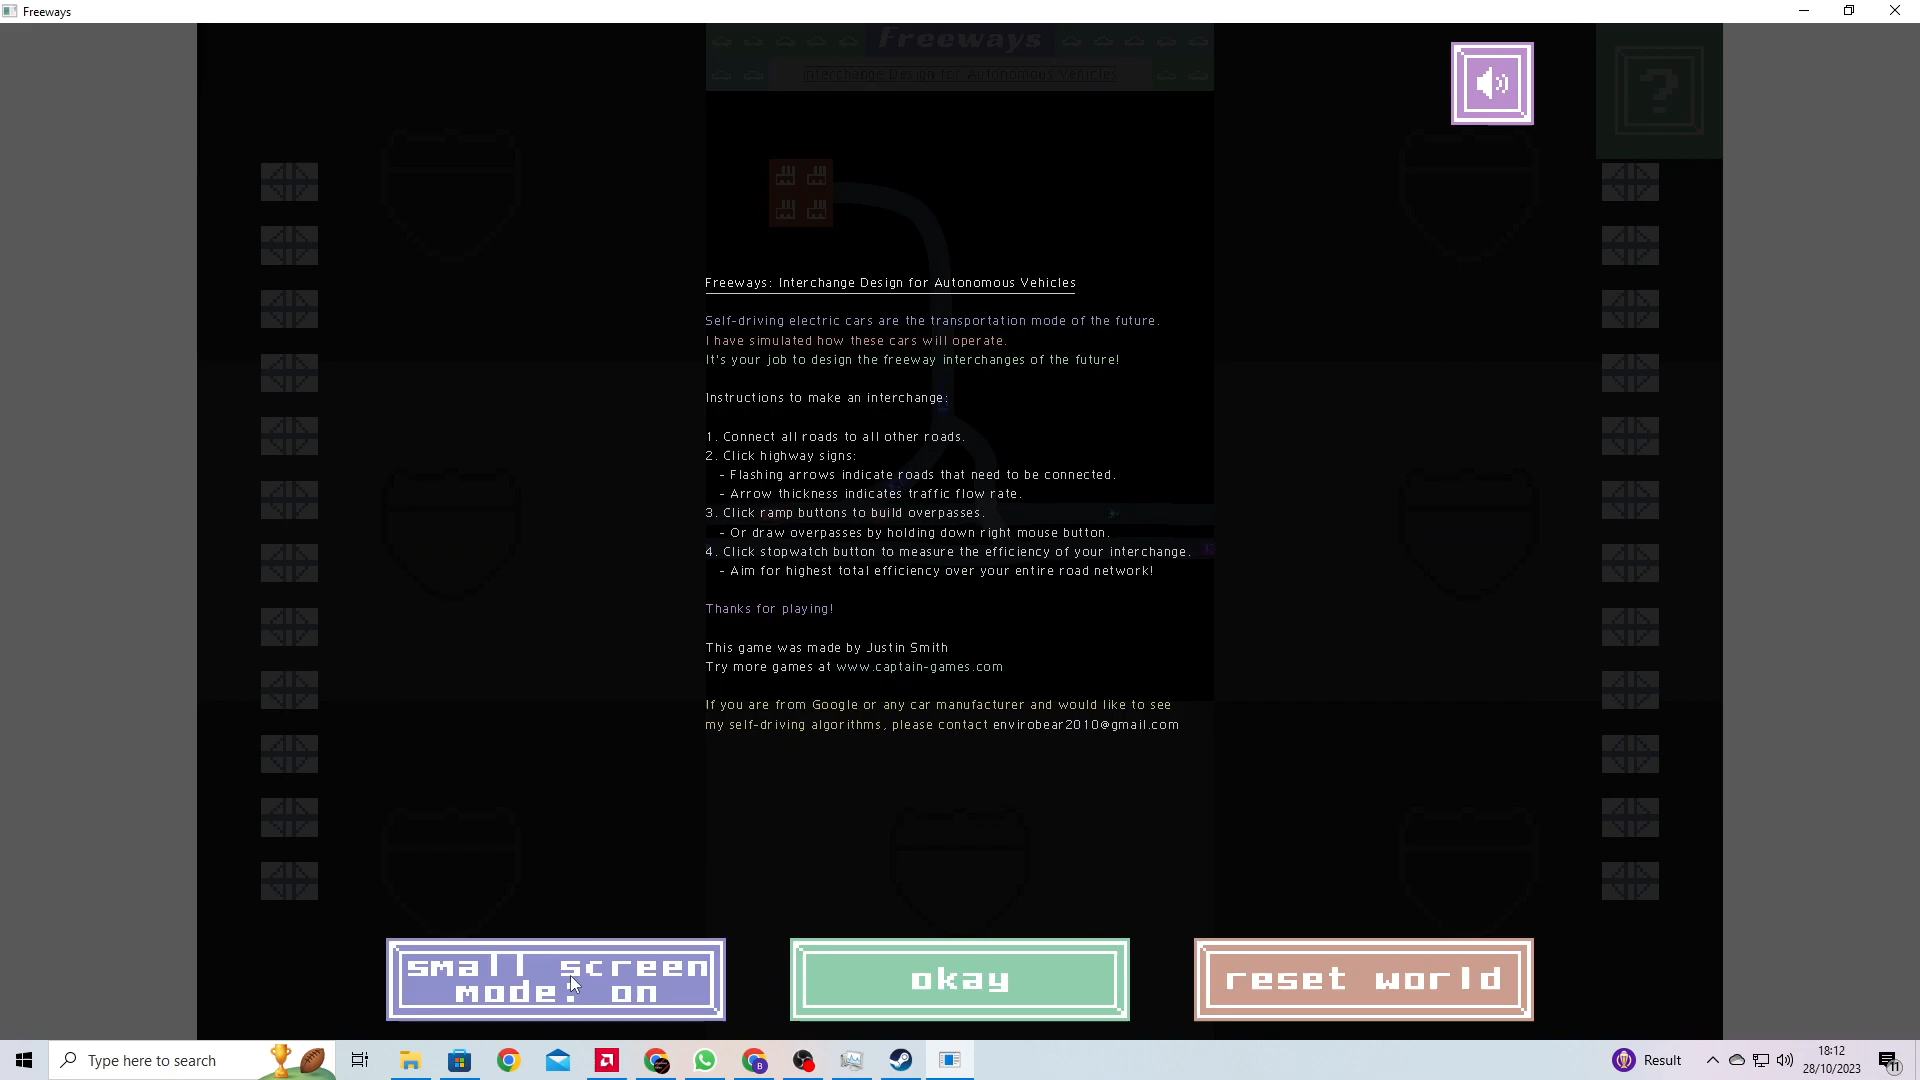 Freeways
Freeways
Interchange Design for Autonomous Vehicles
?
Freeways: Interchange Design for Autonomous Vehicles
Self-driving electric cars are the transportation mode of the future.
I have simulated how these cars will operate.
It's your job to design the freeway interchanges of the future!
Instructions to make an interchange:
1. Connect all roads to all other roads.
2. Click highway signs:
- Flashing arrows indicate roads that need to be connected.
- Arrow thickness indicates traffic flow rate.
3. Click ramp buttons to build overpasses.
- Or draw overpasses by holding down right mouse button.
4. Click stopwatch button to measure the efficiency of your interchange.
- Aim for highest total efficiency over your entire road network!
Thanks for playing!
This game was made by Justin Smith
Try more games at www.captain-games.com
If you are from Google or any car manufacturer and would like to see
my self-driving algorithms, please contact envirobear2010@gmail.com
small screen
mode: on
okay
reset world
Type here to search
Result
18:12
28/10/2023
11